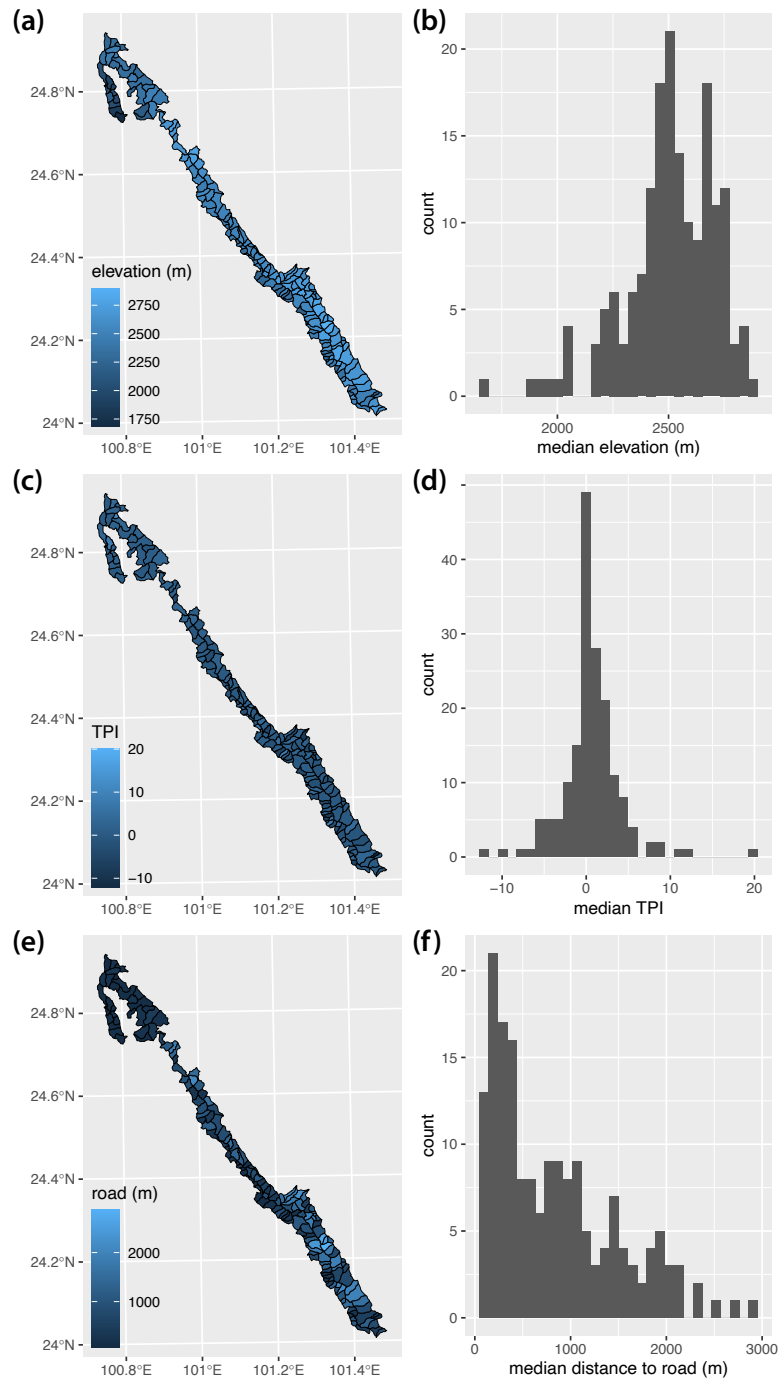 (a)
24.8°N
24.6°N
24.4°N
24.2°N
24°N
elevation (m)
2750
2500
2250
2000
1750
100.8°E 101°E 101.2°E 101.4°E
(b)
20
15
10
5
0
count
2000 2500
median elevation (m)
(c)
24.8°N
24.6°N
24.4°N
24.2°N
24°N
TPI
20
10
0
−10
100.8°E 101°E 101.2°E 101.4°E
(d)
40
30
20
10
0
count
−10 0 10 20
median TPI
(e)
24.8°N
24.6°N
24.4°N
24.2°N
24°N
road (m)
2000
1000
100.8°E 101°E 101.2°E 101.4°E
(f)
20
15
10
5
0
count
0 1000 2000 3000
median distance to road (m)